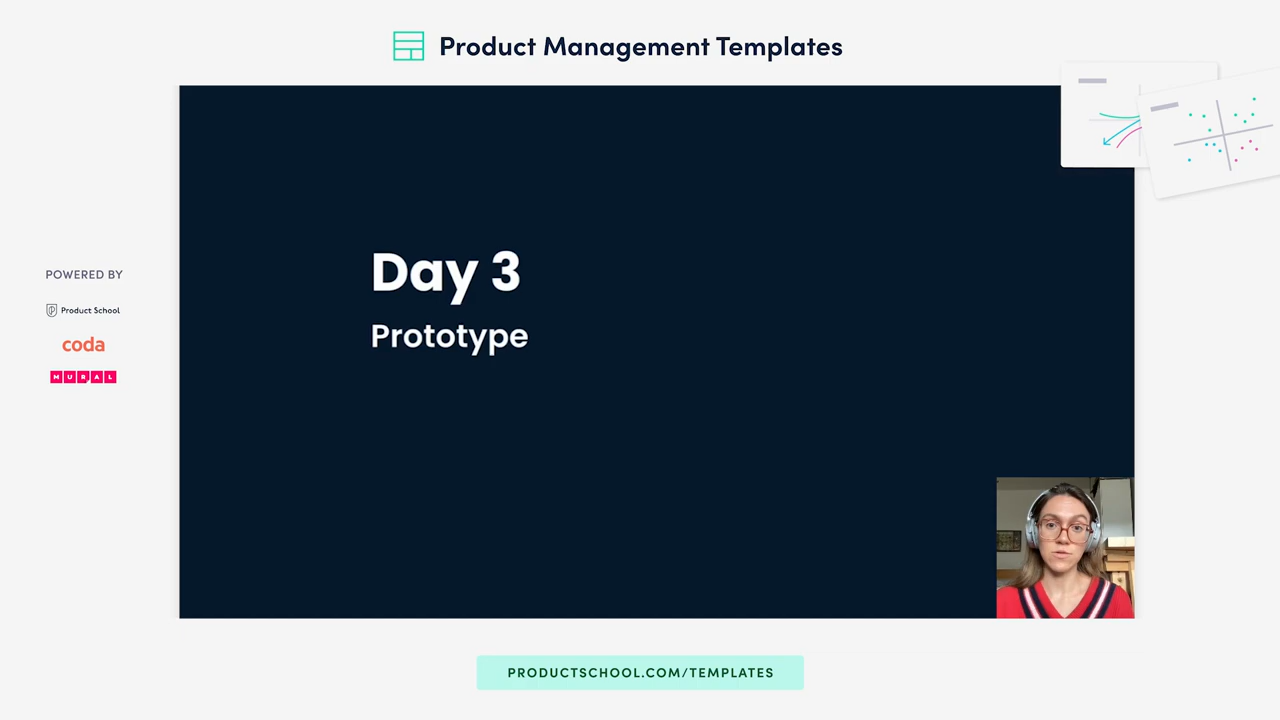 Product Management Templates
Day 3
Prototype
POWERED BY
Product School
coda
MURAL
PRODUCTSCHOOL.COM/TEMPLATES